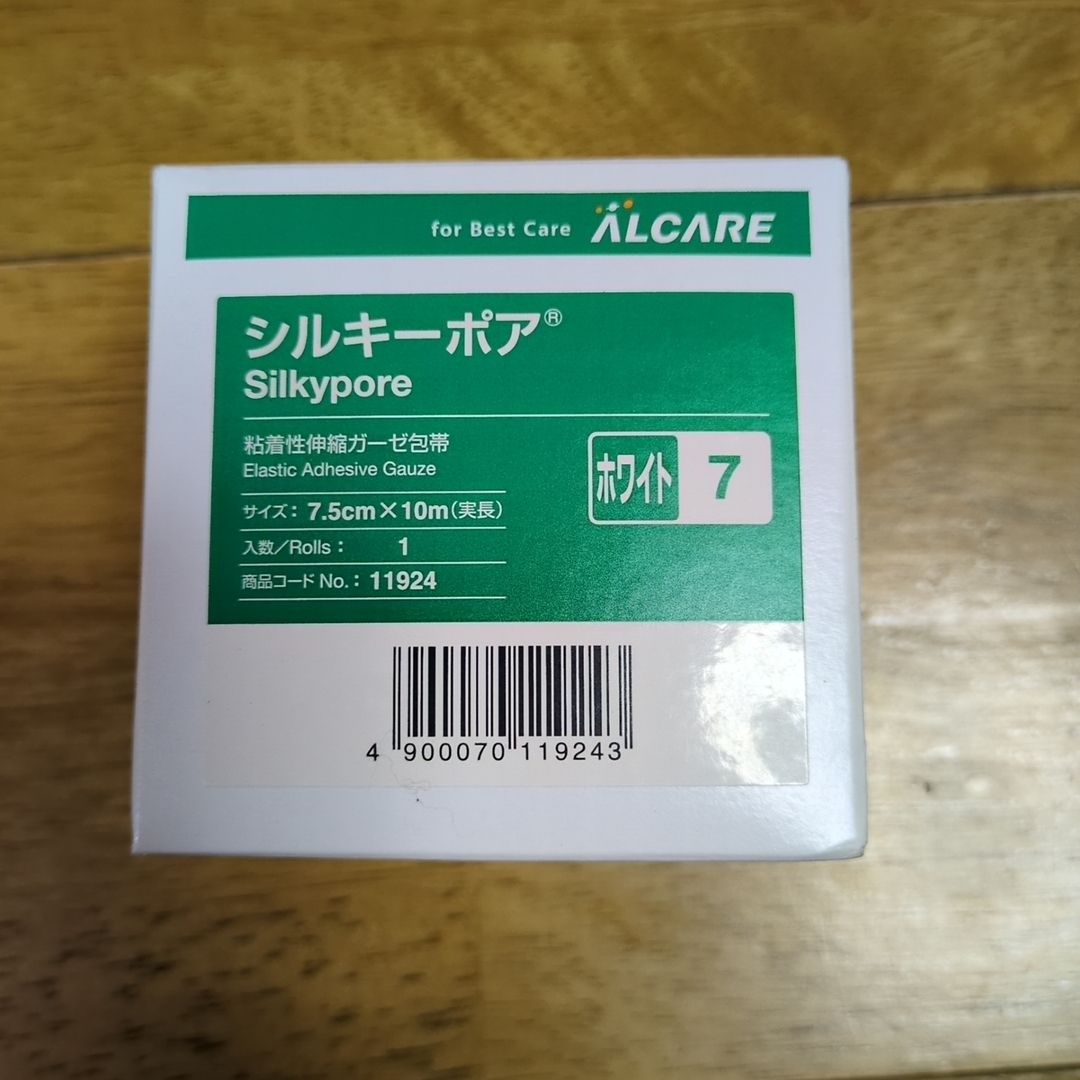 for Best Care ALCARE
シルキーポア®
Silkypore
粘着性伸縮ガーゼ包帯
Elastic Adhesive Gauze
ホワイト 7
サイズ: 7.5cm×10m(実長)
入数/Rolls: 1
商品コード No.: 11924
4 900070 119243